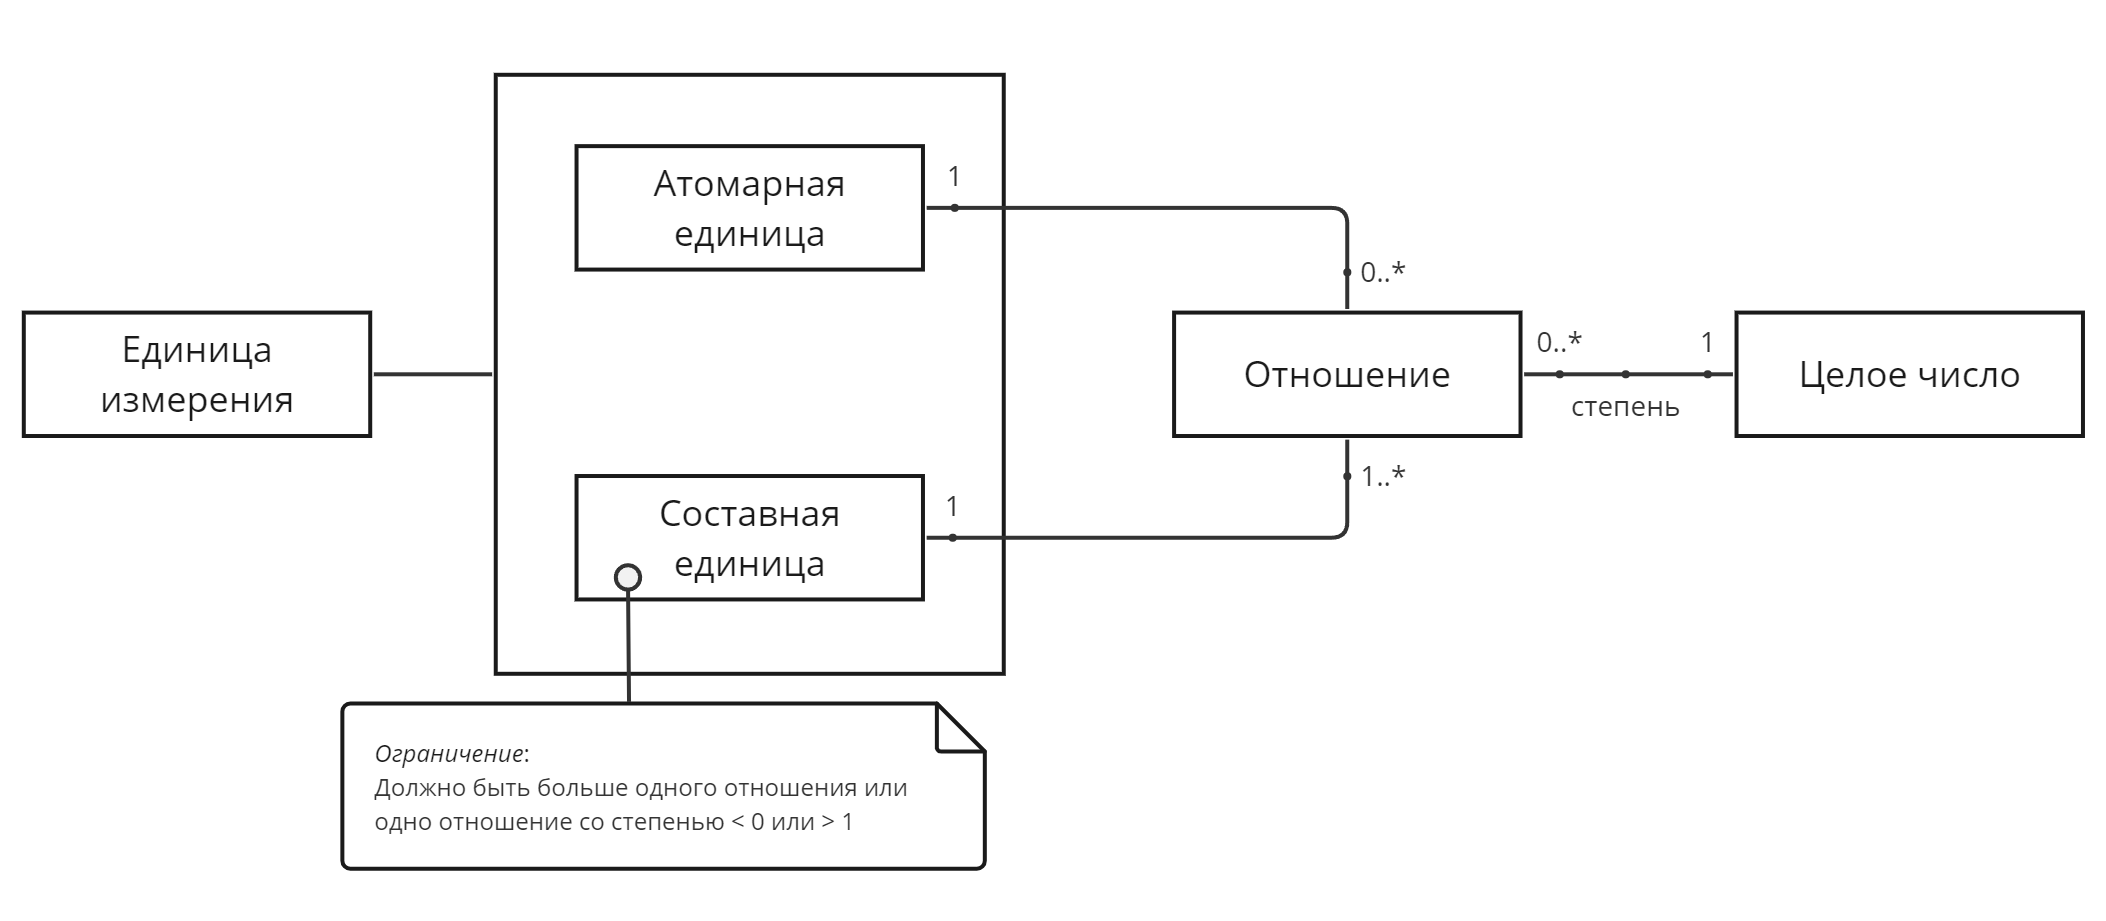 Атомарная
единица
1
0..*
Единица
измерения
Отношение
0..*
1
степень
Целое число
Составная
единица
1
1..*
Ограничение:
Должно быть больше одного отношения или
одно отношение со степенью < 0 или > 1